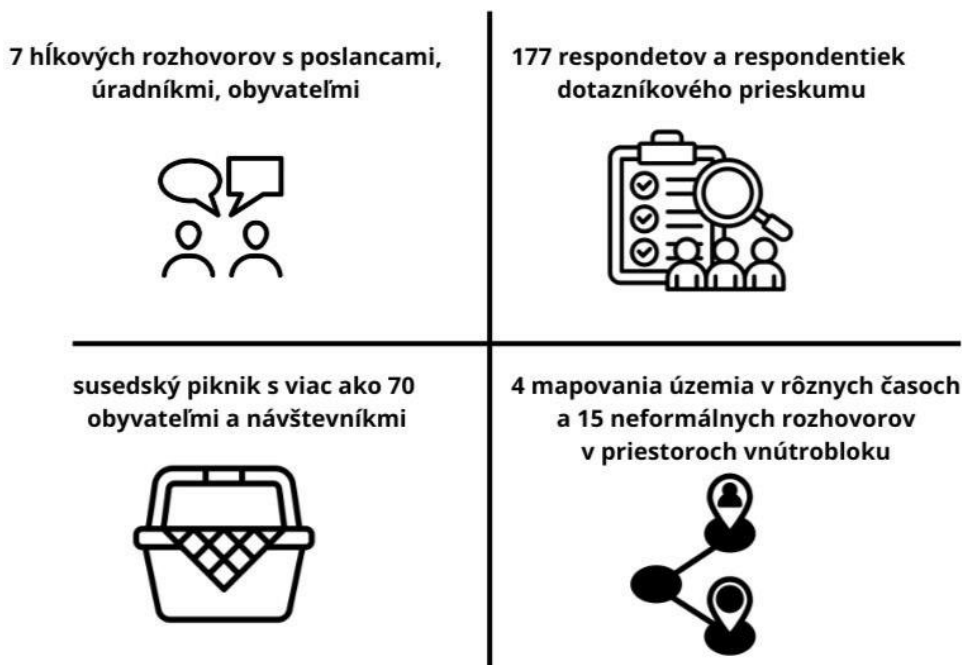 7 hĺkových rozhovorov s poslancami,
úradníkmi, obyvateľmi
177 respondetov a respondentiek
dotazníkového prieskumu
susedský piknik s viac ako 70
obyvateľmi a návštevníkmi
4 mapovania územia v rôznych časoch
a 15 neformálnych rozhovorov
v priestoroch vnútrobloku